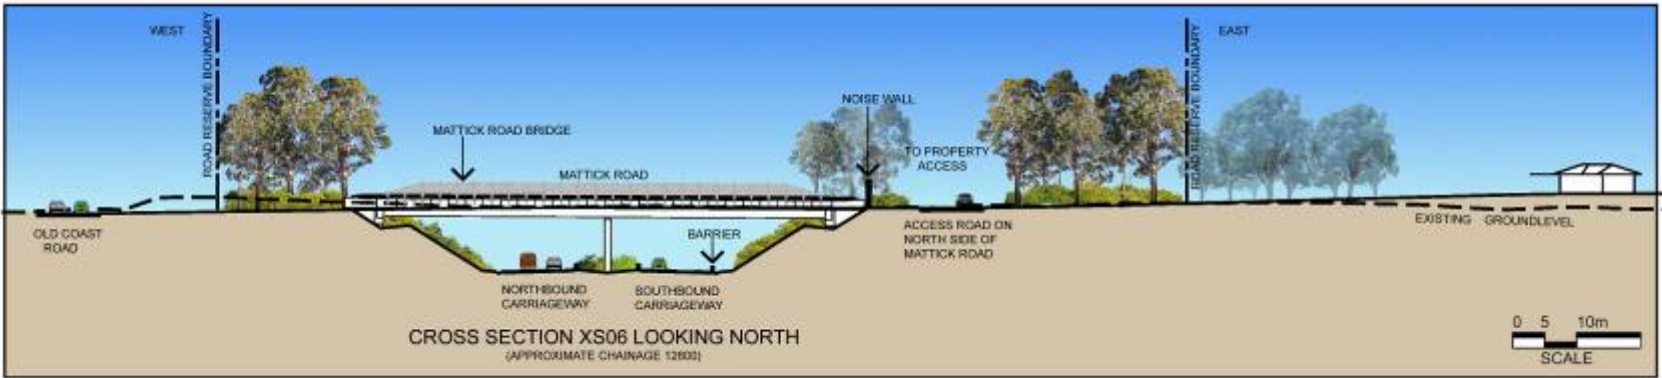 WEST
ROAD RESERVE BOUNDARY
MATTICK ROAD BRIDGE
MATTICK ROAD
NOISE WALL
TO PROPERTY
ACCESS
ROAD RESERVE BOUNDARY
EAST
OLD COAST
ROAD
BARRIER
ACCESS ROAD ON
NORTH SIDE OF
MATTICK ROAD
EXISTING GROUNDLEVEL
NORTHBOUND
CARRIAGEWAY
SOUTHBOUND
CARRIAGEWAY
CROSS SECTION XS06 LOOKING NORTH
(APPROXIMATE CHAINAGE 12600)
0 5 10m
SCALE